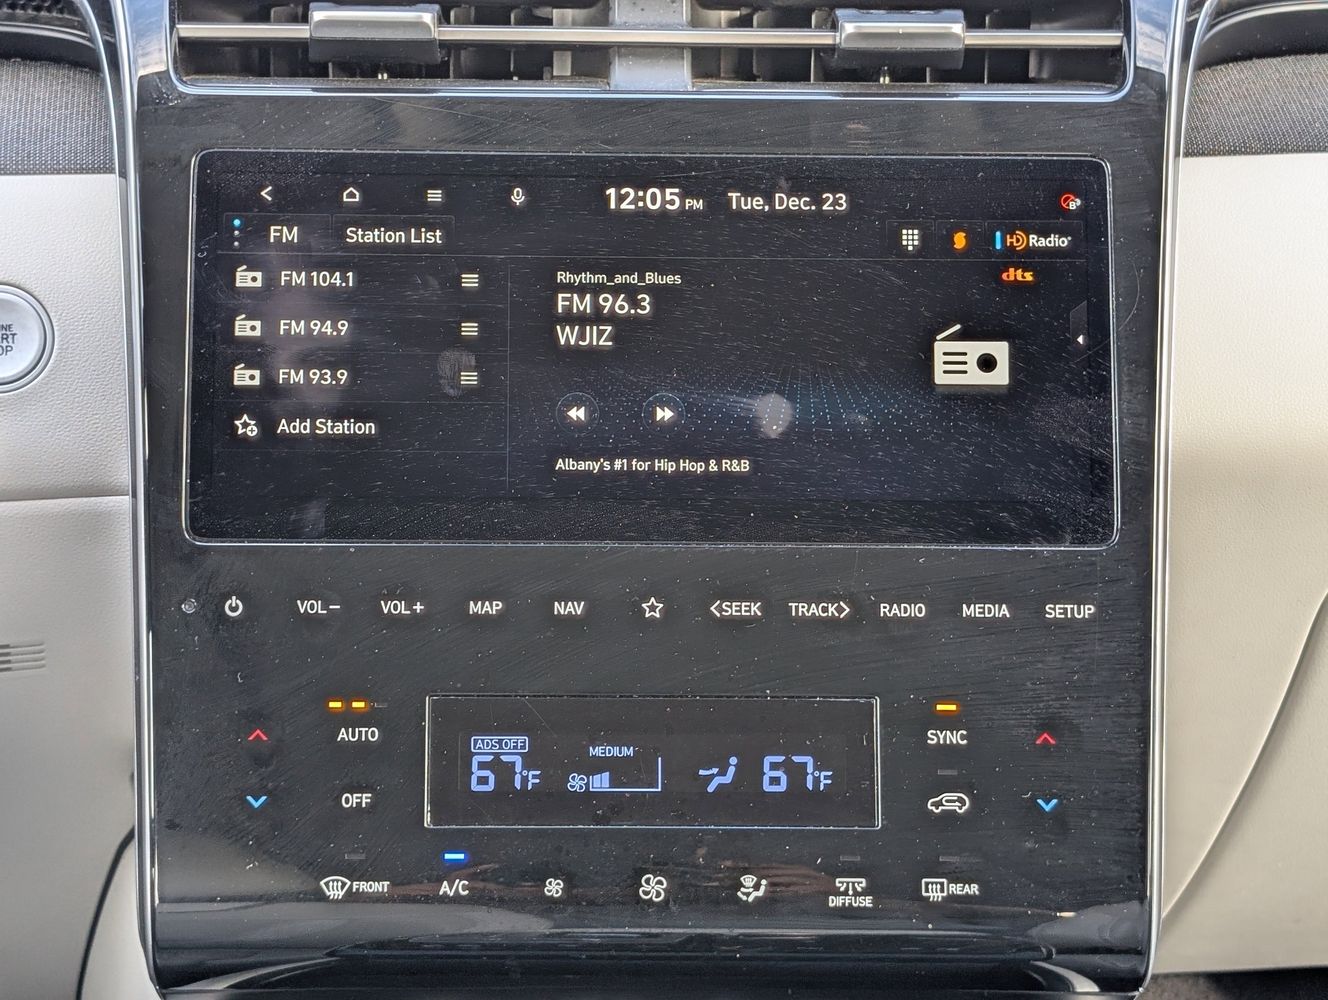 12:05 PM Tue, Dec. 23
FM Station List
HD Radio
dts
FM 104.1
FM 94.9
FM 93.9
Add Station
Rhythm_and_Blues
FM 96.3
WJIZ
Albany's #1 for Hip Hop & R&B
VOL− VOL+ MAP NAV <SEEK TRACK> RADIO MEDIA SETUP
AUTO
OFF
ADS OFF
67°F
MEDIUM
67°F
SYNC
FRONT A/C DIFFUSE REAR